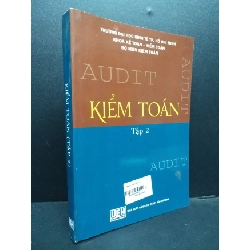 TRƯỜNG ĐẠI HỌC KINH TẾ TP. HỒ CHÍ MINH
KHOA KẾ TOÁN - KIỂM TOÁN
BỘ MÔN KIỂM TOÁN
AUDIT
KIỂM TOÁN
Tập 2
AUDIT
KIỂM TOÁN (TẬP 2)